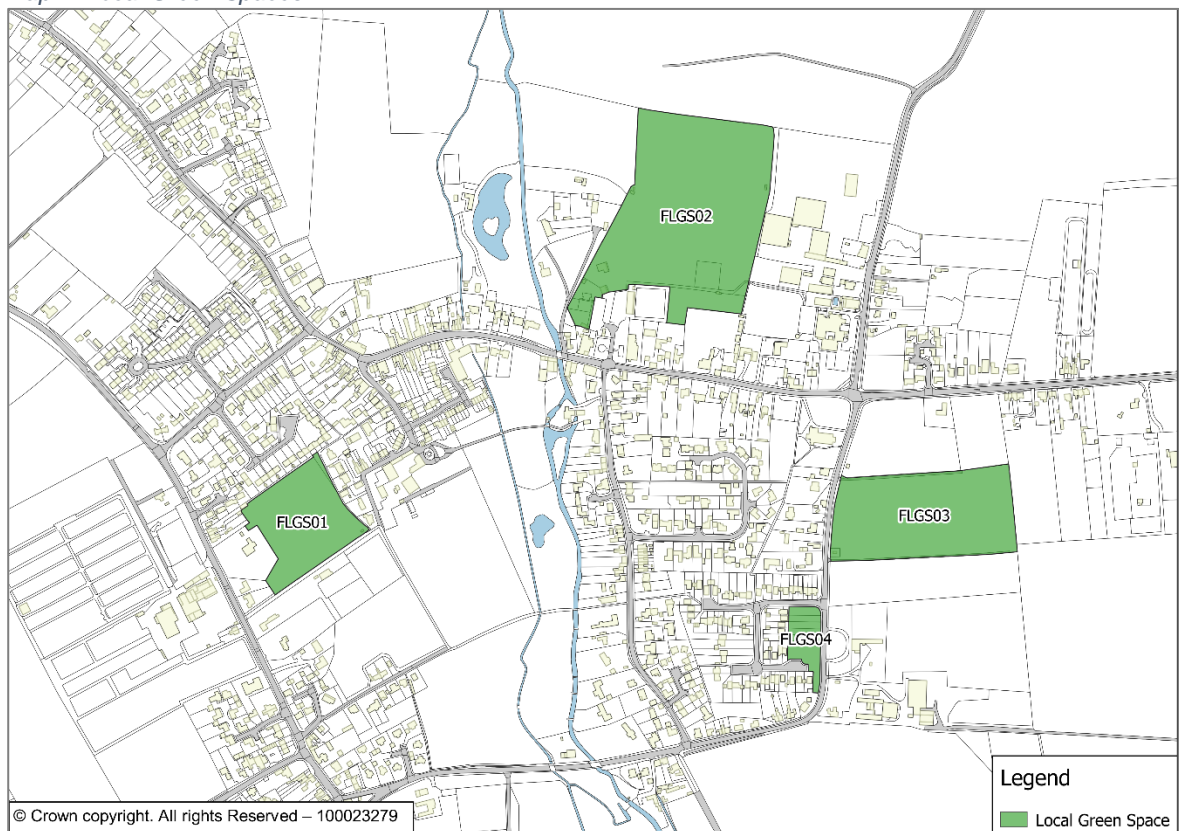 FLGS02
FLGS01
FLGS03
FLGS04
Legend
Local Green Space
© Crown copyright. All rights Reserved – 100023279